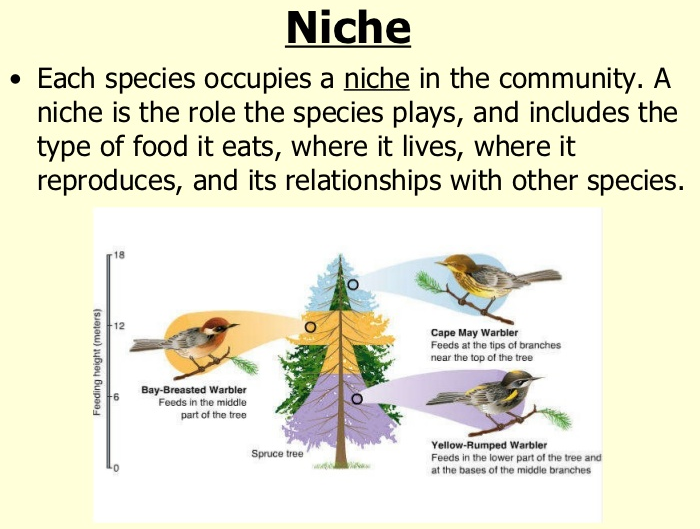 Niche
• Each species occupies a niche in the community. A
niche is the role the species plays, and includes the
type of food it eats, where it lives, where it
reproduces, and its relationships with other species.
Feeding height (meters)
18
12
6
0
Cape May Warbler
Feeds at the tips of branches
near the top of the tree
Bay-Breasted Warbler
Feeds in the middle
part of the tree
Yellow-Rumped Warbler
Feeds in the lower part of the tree and
at the bases of the middle branches
Spruce tree